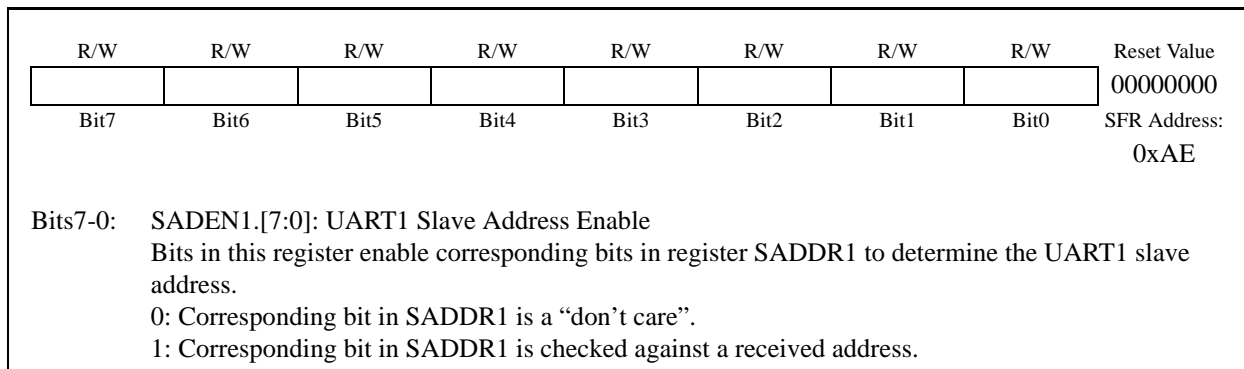 R/W R/W R/W R/W R/W R/W R/W R/W Reset Value
00000000
Bit7 Bit6 Bit5 Bit4 Bit3 Bit2 Bit1 Bit0 SFR Address:
0xAE
Bits7-0: SADEN1.[7:0]: UART1 Slave Address Enable
Bits in this register enable corresponding bits in register SADDR1 to determine the UART1 slave
address.
0: Corresponding bit in SADDR1 is a “don’t care”.
1: Corresponding bit in SADDR1 is checked against a received address.